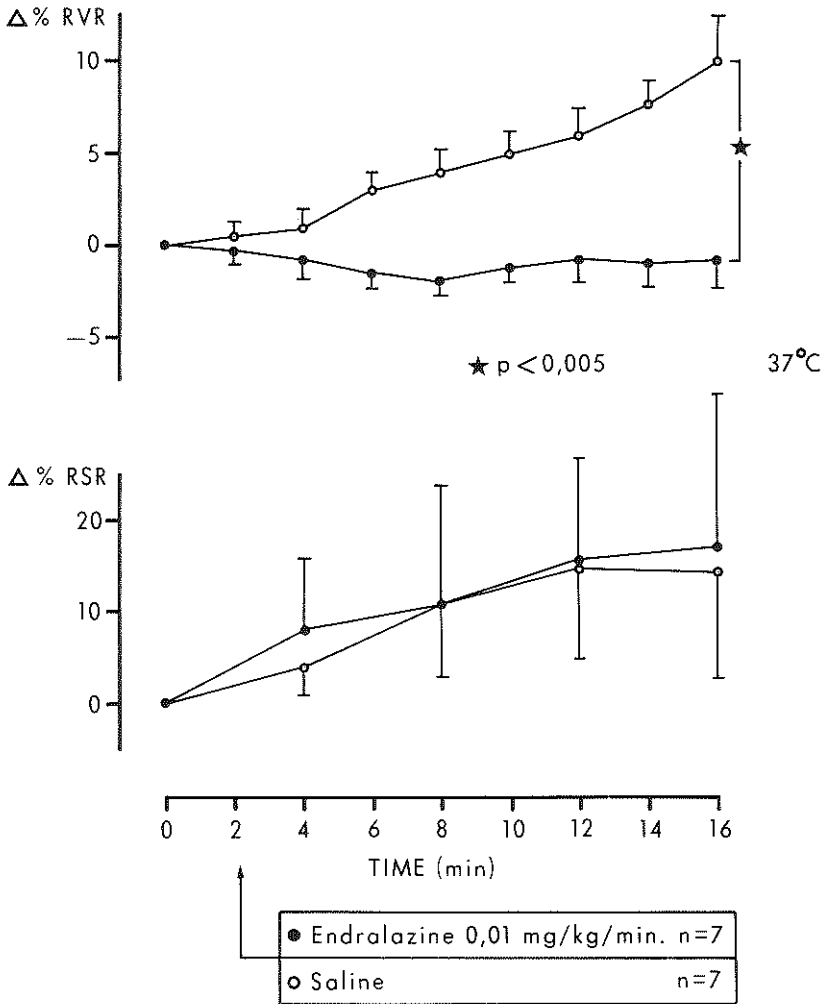 Δ % RVR
10
5
0
−5
★
★ p < 0,005 37°C
Δ % RSR
20
10
0
0 2 4 6 8 10 12 14 16
TIME (min)
● Endralazine 0,01 mg/kg/min. n=7
○ Saline n=7